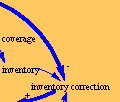 coverage
-
inventory
inventory correction
+